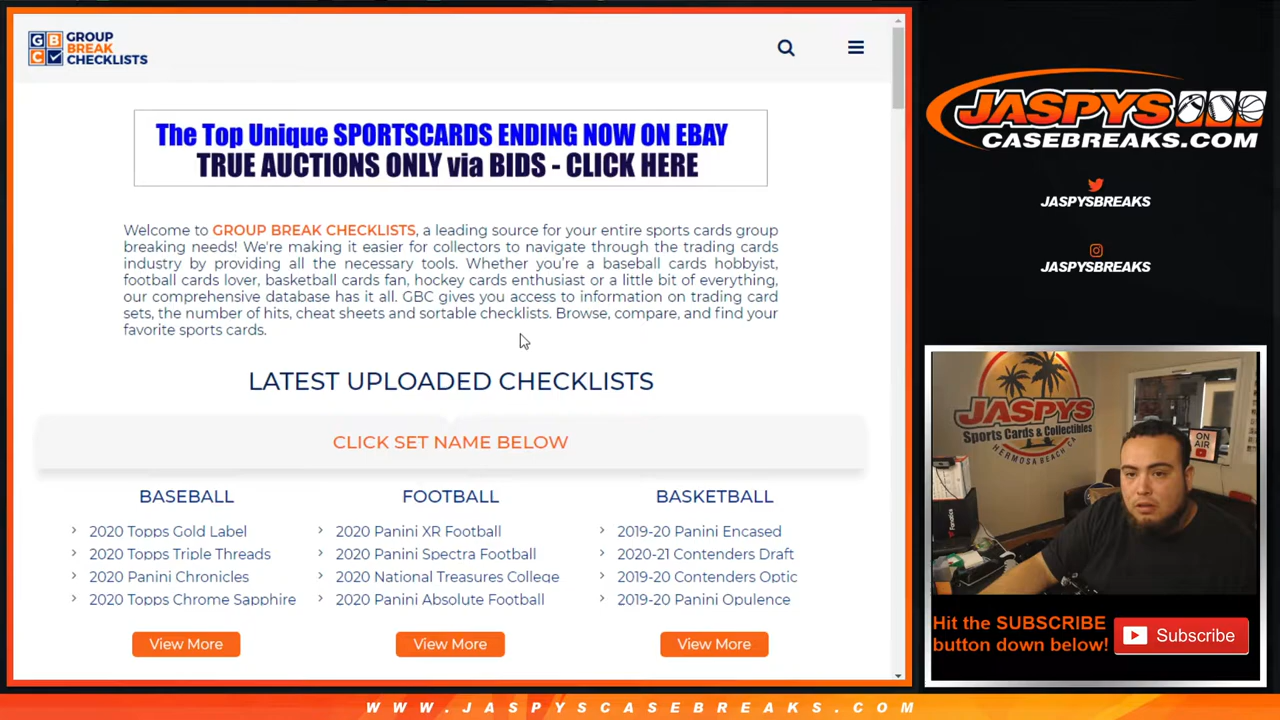 GBC
GROUP
BREAK
CHECKLISTS
The Top Unique SPORTSCARDS ENDING NOW ON EBAY
TRUE AUCTIONS ONLY via BIDS - CLICK HERE
Welcome to GROUP BREAK CHECKLISTS, a leading source for your entire sports cards group
breaking needs! We're making it easier for collectors to navigate through the trading cards
industry by providing all the necessary tools. Whether you're a baseball cards hobbyist,
football cards lover, basketball cards fan, hockey cards enthusiast or a little bit of everything,
our comprehensive database has it all. GBC gives you access to information on trading card
sets, the number of hits, cheat sheets and sortable checklists. Browse, compare, and find your
favorite sports cards.
LATEST UPLOADED CHECKLISTS
CLICK SET NAME BELOW
BASEBALL
2020 Topps Gold Label
2020 Topps Triple Threads
2020 Panini Chronicles
2020 Topps Chrome Sapphire
View More
FOOTBALL
2020 Panini XR Football
2020 Panini Spectra Football
2020 National Treasures College
2020 Panini Absolute Football
View More
BASKETBALL
2019-20 Panini Encased
2020-21 Contenders Draft
2019-20 Contenders Optic
2019-20 Panini Opulence
View More
JASPYS
CASEBREAKS.COM
JASPYSBREAKS
JASPYSBREAKS
JASPYS
Sports Cards & Collectibles
HERMOSA BEACH CA
ON
AIR
Fanatics
Hit the SUBSCRIBE
button down below!
Subscribe
WWW.JASPYSCASEBREAKS.COM